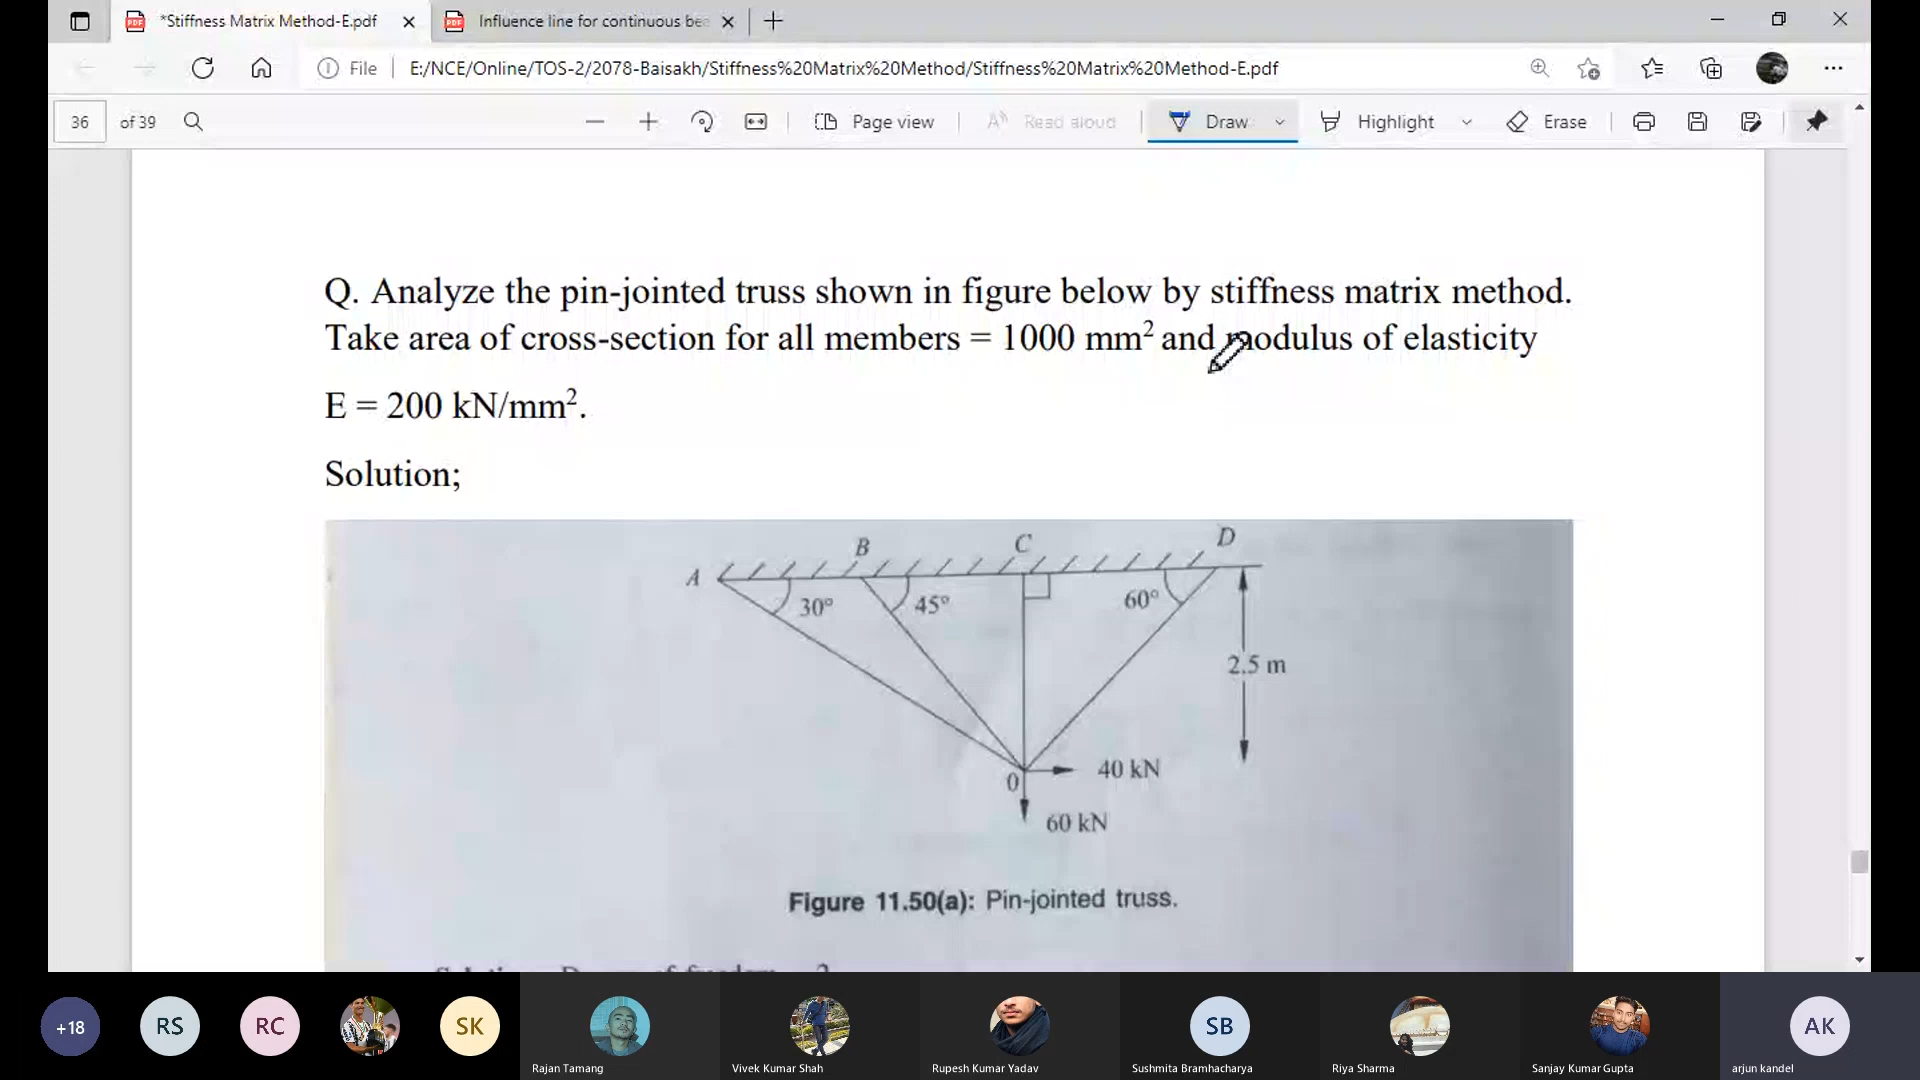 *Stiffness Matrix Method-E.pdf
Influence line for continuous be
File
E:/NCE/Online/TOS-2/2078-Baisakh/Stiffness%20Matrix%20Method/Stiffness%20Matrix%20Method-E.pdf
36 of 39
Page view
Read aloud
Draw
Highlight
Erase
Q. Analyze the pin-jointed truss shown in figure below by stiffness matrix method.
Take area of cross-section for all members = 1000 mm² and modulus of elasticity
E = 200 kN/mm².
Solution;
A B C D
30° 45° 60°
2.5 m
0 40 kN
60 kN
Figure 11.50(a): Pin-jointed truss.
+18 RS RC SK SB AK
Rajan Tamang Vivek Kumar Shah Rupesh Kumar Yadav Sushmita Bramhacharya Riya Sharma Sanjay Kumar Gupta arjun kandel